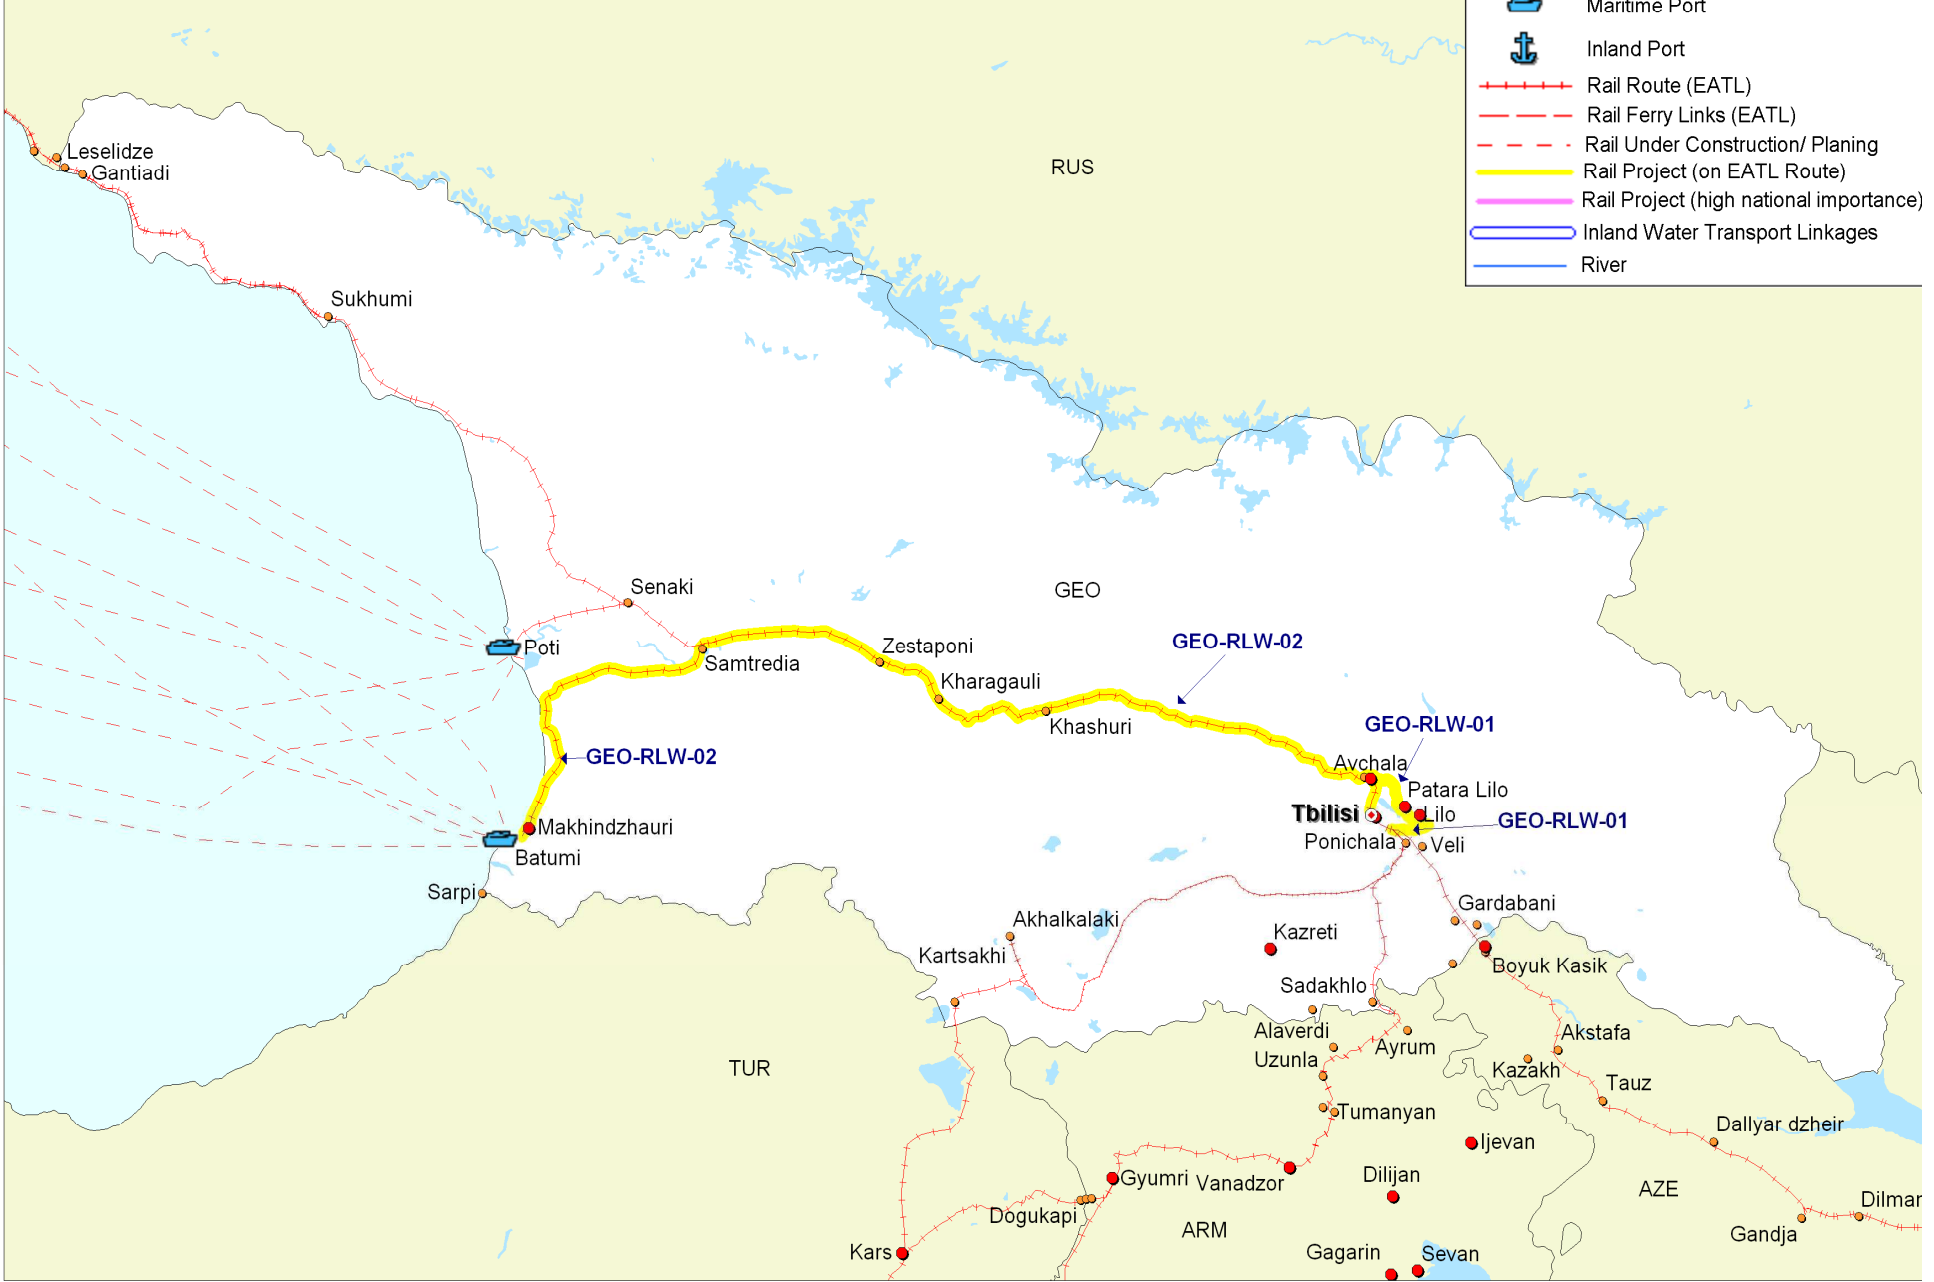 Maritime Port
Inland Port
Rail Route (EATL)
Rail Ferry Links (EATL)
Rail Under Construction/ Planing
Rail Project (on EATL Route)
Rail Project (high national importance)
Inland Water Transport Linkages
River
Leselidze
Gantiadi
RUS
Sukhumi
Senaki
GEO
Poti
Samtredia
Zestaponi
GEO-RLW-02
Kharagauli
Khashuri
GEO-RLW-01
GEO-RLW-02
Avchala
Patara Lilo
Tbilisi
Lilo
GEO-RLW-01
Makhindzhauri
Ponichala
Veli
Batumi
Sarpi
Akhalkalaki
Gardabani
Kazreti
Kartsakhi
Boyuk Kasik
Sadakhlo
Alaverdi
Ayrum
Akstafa
Uzunla
Kazakh
TUR
Tauz
Tumanyan
Dallyar dzheir
Ijevan
Gyumri
Vanadzor
Dilijan
AZE
Dilmar
Dogukapi
ARM
Gandja
Kars
Gagarin
Sevan